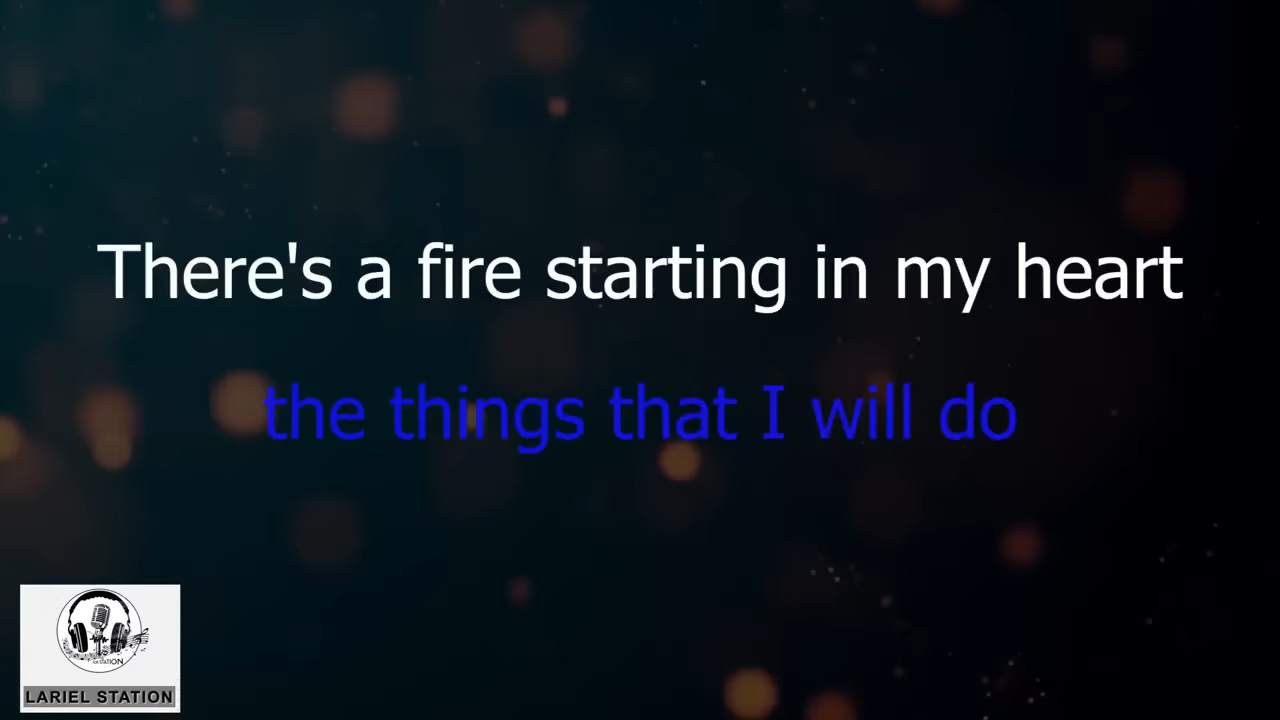 There's a fire starting in my heart
the things that I will do
LARIEL STATION